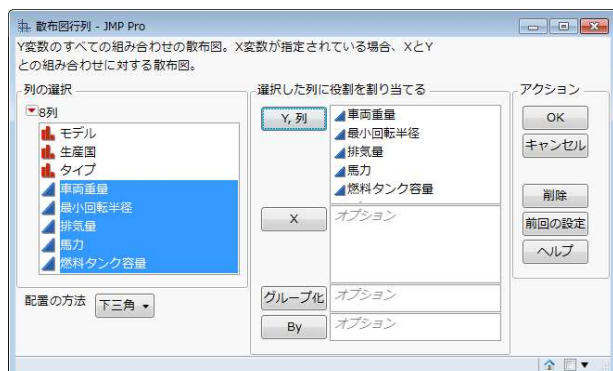 散布図行列 - JMP Pro
Y変数のすべての組み合わせの散布図。X変数が指定されている場合、XとY
との組み合わせに対する散布図。
列の選択
8列
モデル
生産国
タイプ
車両重量
最小回転半径
排気量
馬力
燃料タンク容量
配置の方法
下三角
選択した列に役割を割り当てる
Y, 列
車両重量
最小回転半径
排気量
馬力
燃料タンク容量
X
オプション
グループ化
オプション
By
オプション
アクション
OK
キャンセル
削除
前回の設定
ヘルプ